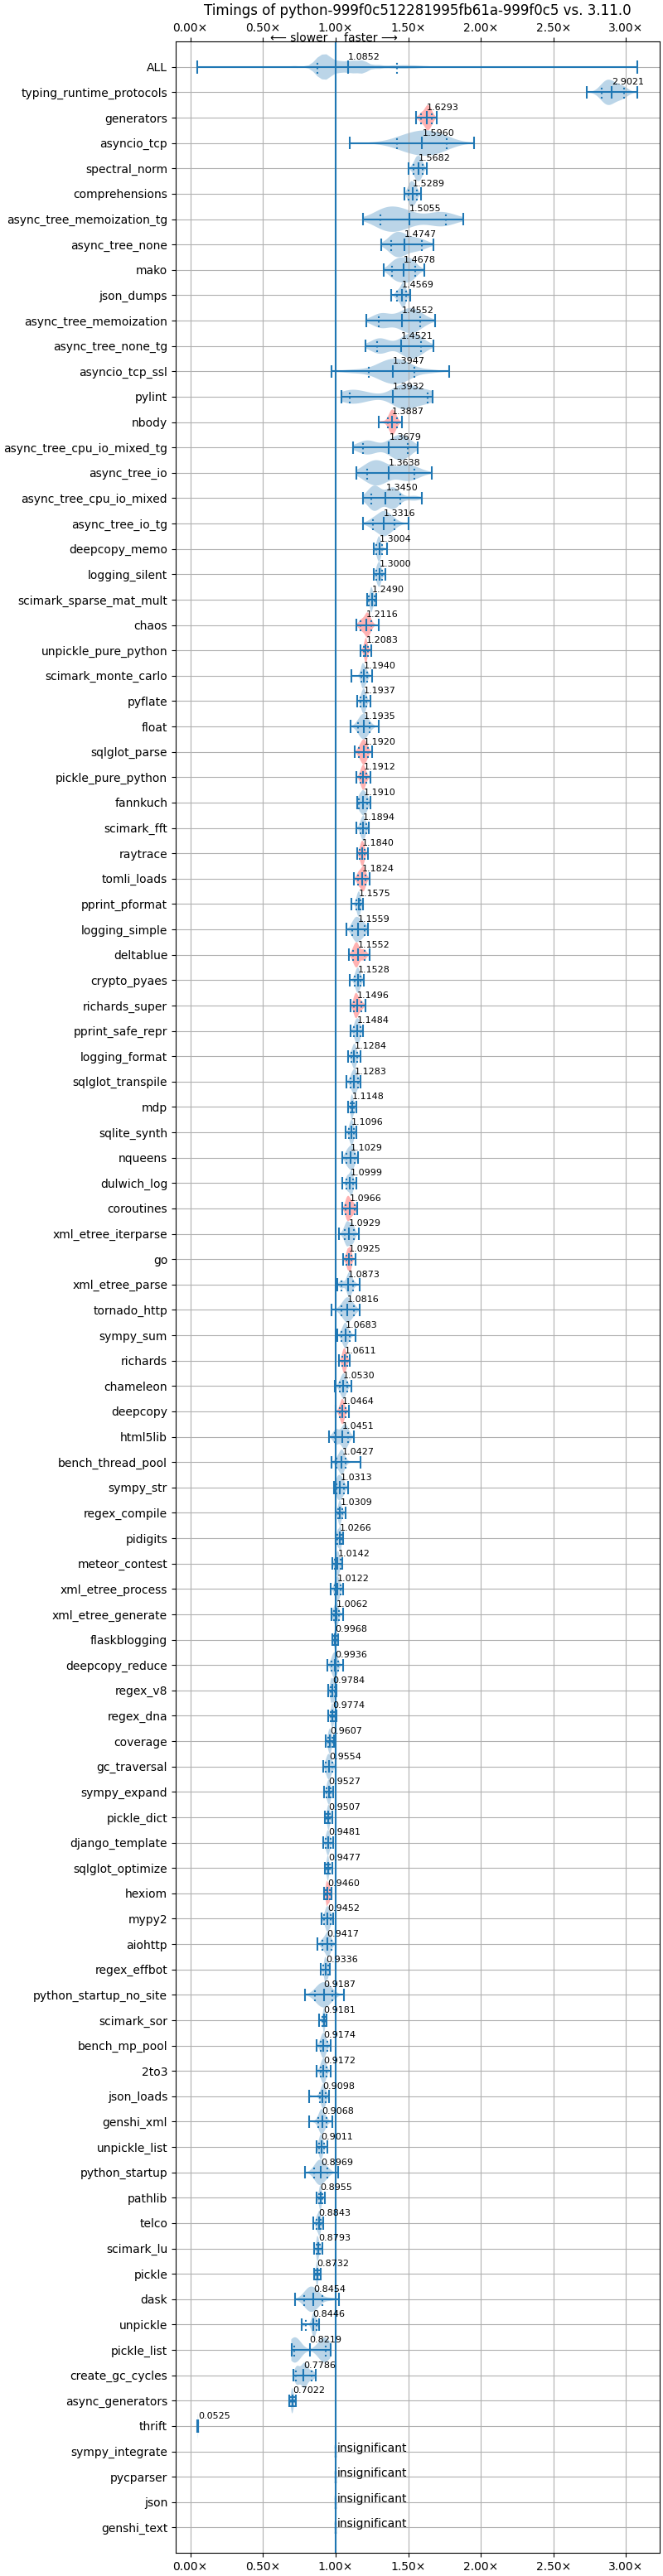 Timings of python-999f0c512281995fb61a-999f0c5 vs. 3.11.0
⟵ slower faster ⟶
0.00× 0.50× 1.00× 1.50× 2.00× 2.50× 3.00×
ALL 1.0852
typing_runtime_protocols 2.9021
generators 1.6293
asyncio_tcp 1.5960
spectral_norm 1.5682
comprehensions 1.5289
async_tree_memoization_tg 1.5055
async_tree_none 1.4747
mako 1.4678
json_dumps 1.4569
async_tree_memoization 1.4552
async_tree_none_tg 1.4521
asyncio_tcp_ssl 1.3947
pylint 1.3932
nbody 1.3887
async_tree_cpu_io_mixed_tg 1.3679
async_tree_io 1.3638
async_tree_cpu_io_mixed 1.3450
async_tree_io_tg 1.3316
deepcopy_memo 1.3004
logging_silent 1.3000
scimark_sparse_mat_mult 1.2490
chaos 1.2116
unpickle_pure_python 1.2083
scimark_monte_carlo 1.1940
pyflate 1.1937
float 1.1935
sqlglot_parse 1.1920
pickle_pure_python 1.1912
fannkuch 1.1910
scimark_fft 1.1894
raytrace 1.1840
tomli_loads 1.1824
pprint_pformat 1.1575
logging_simple 1.1559
deltablue 1.1552
crypto_pyaes 1.1528
richards_super 1.1496
pprint_safe_repr 1.1484
logging_format 1.1284
sqlglot_transpile 1.1283
mdp 1.1148
sqlite_synth 1.1096
nqueens 1.1029
dulwich_log 1.0999
coroutines 1.0966
xml_etree_iterparse 1.0929
go 1.0925
xml_etree_parse 1.0873
tornado_http 1.0816
sympy_sum 1.0683
richards 1.0611
chameleon 1.0530
deepcopy 1.0464
html5lib 1.0451
bench_thread_pool 1.0427
sympy_str 1.0313
regex_compile 1.0309
pidigits 1.0266
meteor_contest 1.0142
xml_etree_process 1.0122
xml_etree_generate 1.0062
flaskblogging 0.9968
deepcopy_reduce 0.9936
regex_v8 0.9784
regex_dna 0.9774
coverage 0.9607
gc_traversal 0.9554
sympy_expand 0.9527
pickle_dict 0.9507
django_template 0.9481
sqlglot_optimize 0.9477
hexiom 0.9460
mypy2 0.9452
aiohttp 0.9417
regex_effbot 0.9336
python_startup_no_site 0.9187
scimark_sor 0.9181
bench_mp_pool 0.9174
2to3 0.9172
json_loads 0.9098
genshi_xml 0.9068
unpickle_list 0.9011
python_startup 0.8969
pathlib 0.8955
telco 0.8843
scimark_lu 0.8793
pickle 0.8732
dask 0.8454
unpickle 0.8446
pickle_list 0.8219
create_gc_cycles 0.7786
async_generators 0.7022
thrift 0.0525
sympy_integrate insignificant
pycparser insignificant
json insignificant
genshi_text insignificant
0.00× 0.50× 1.00× 1.50× 2.00× 2.50× 3.00×